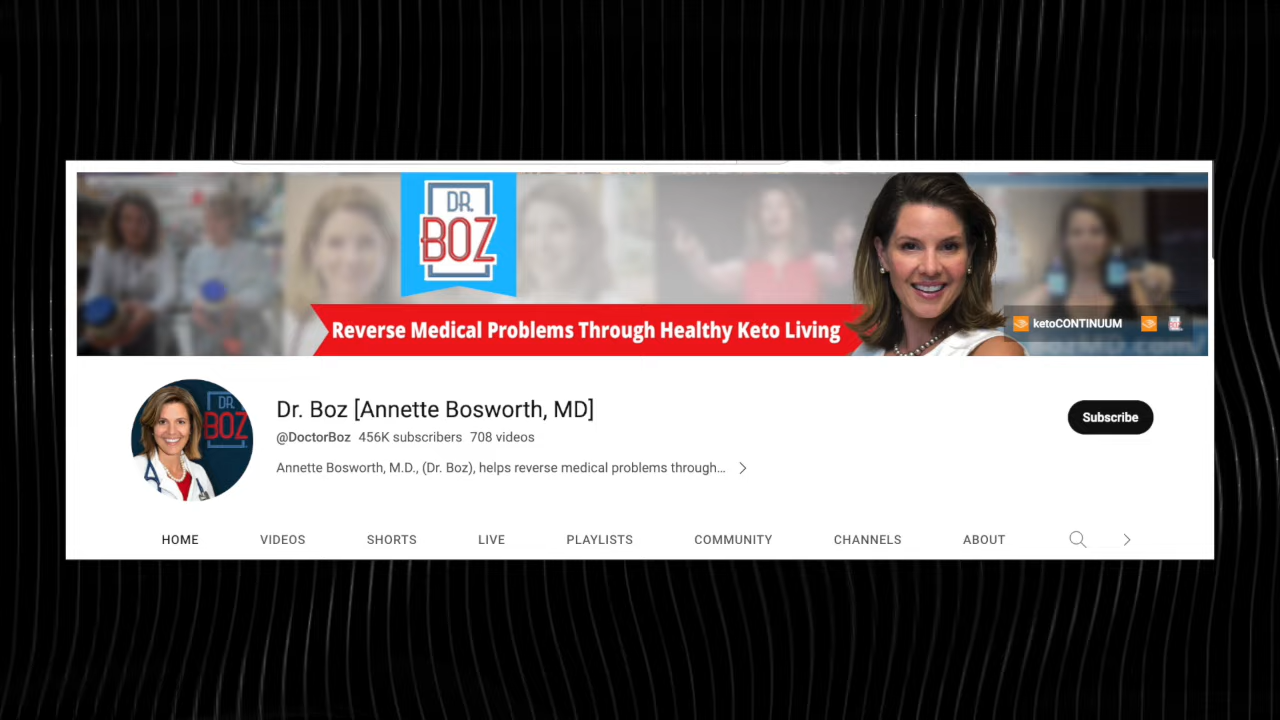 DR.
BOZ
Reverse Medical Problems Through Healthy Keto Living
ketoCONTINUUM
DR.
BOZ
Dr. Boz [Annette Bosworth, MD]
@DoctorBoz 456K subscribers 708 videos
Annette Bosworth, M.D., (Dr. Boz), helps reverse medical problems through...
Subscribe
HOME VIDEOS SHORTS LIVE PLAYLISTS COMMUNITY CHANNELS ABOUT